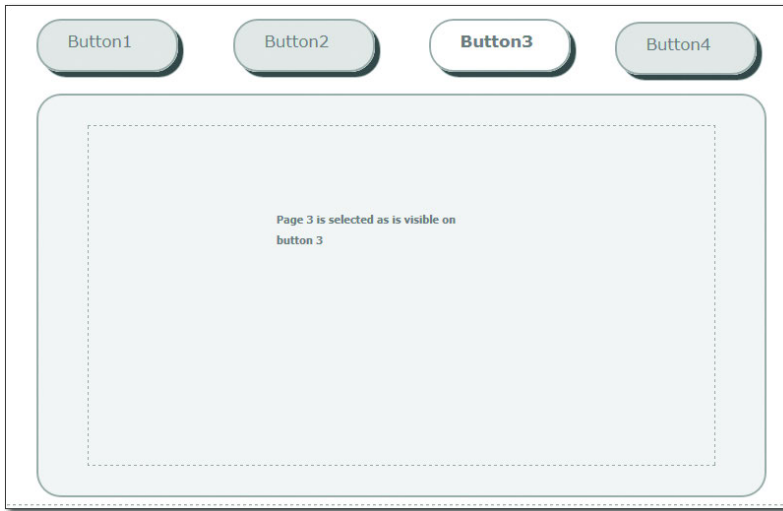 Button1
Button2
Button3
Button4
Page 3 is selected as is visible on
button 3